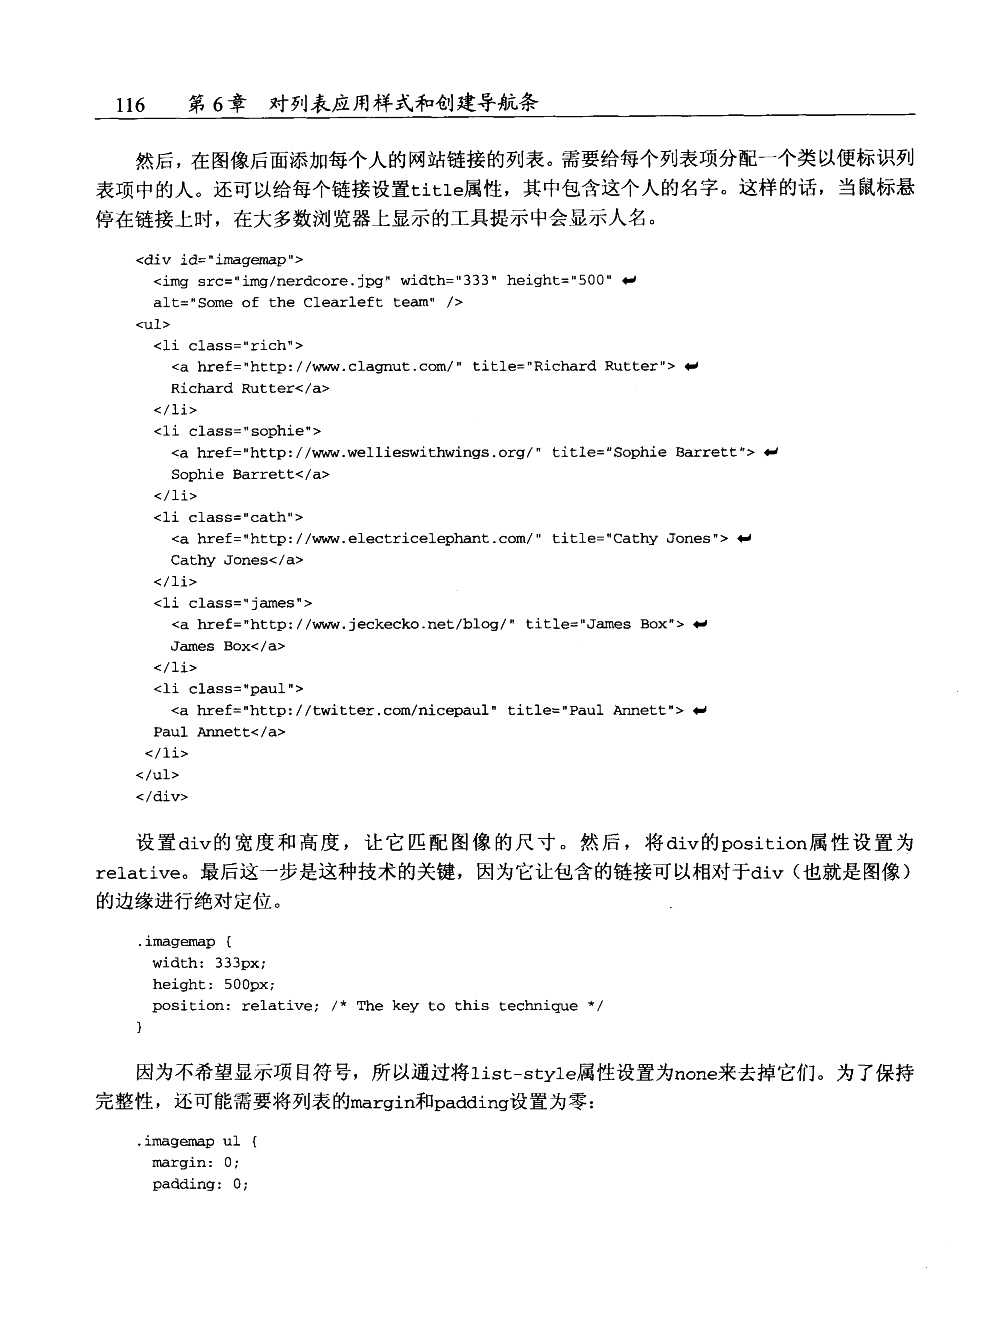 116 第6章 对列表应用样式和创建导航条
然后，在图像后面添加每个人的网站链接的列表。需要给每个列表项分配一个类以便标识列
表项中的人。还可以给每个链接设置title属性，其中包含这个人的名字。这样的话，当鼠标悬
停在链接上时，在大多数浏览器上显示的工具提示中会显示人名。
<div id="imagemap">
<img src="img/nerdcore.jpg" width="333" height="500" ↩
alt="Some of the Clearleft team" />
<ul>
<li class="rich">
<a href="http://www.clagnut.com/" title="Richard Rutter"> ↩
Richard Rutter</a>
</li>
<li class="sophie">
<a href="http://www.wellieswithwings.org/" title="Sophie Barrett"> ↩
Sophie Barrett</a>
</li>
<li class="cath">
<a href="http://www.electricelephant.com/" title="Cathy Jones"> ↩
Cathy Jones</a>
</li>
<li class="james">
<a href="http://www.jeckecko.net/blog/" title="James Box"> ↩
James Box</a>
</li>
<li class="paul">
<a href="http://twitter.com/nicepaul" title="Paul Annett"> ↩
Paul Annett</a>
</li>
</ul>
</div>
设置div的宽度和高度，让它匹配图像的尺寸。然后，将div的position属性设置为
relative。最后这一步是这种技术的关键，因为它让包含的链接可以相对于div（也就是图像）
的边缘进行绝对定位。
.imagemap {
width: 333px;
height: 500px;
position: relative; /* The key to this technique */
}
因为不希望显示项目符号，所以通过将list-style属性设置为none来去掉它们。为了保持
完整性，还可能需要将列表的margin和padding设置为零：
.imagemap ul {
margin: 0;
padding: 0;